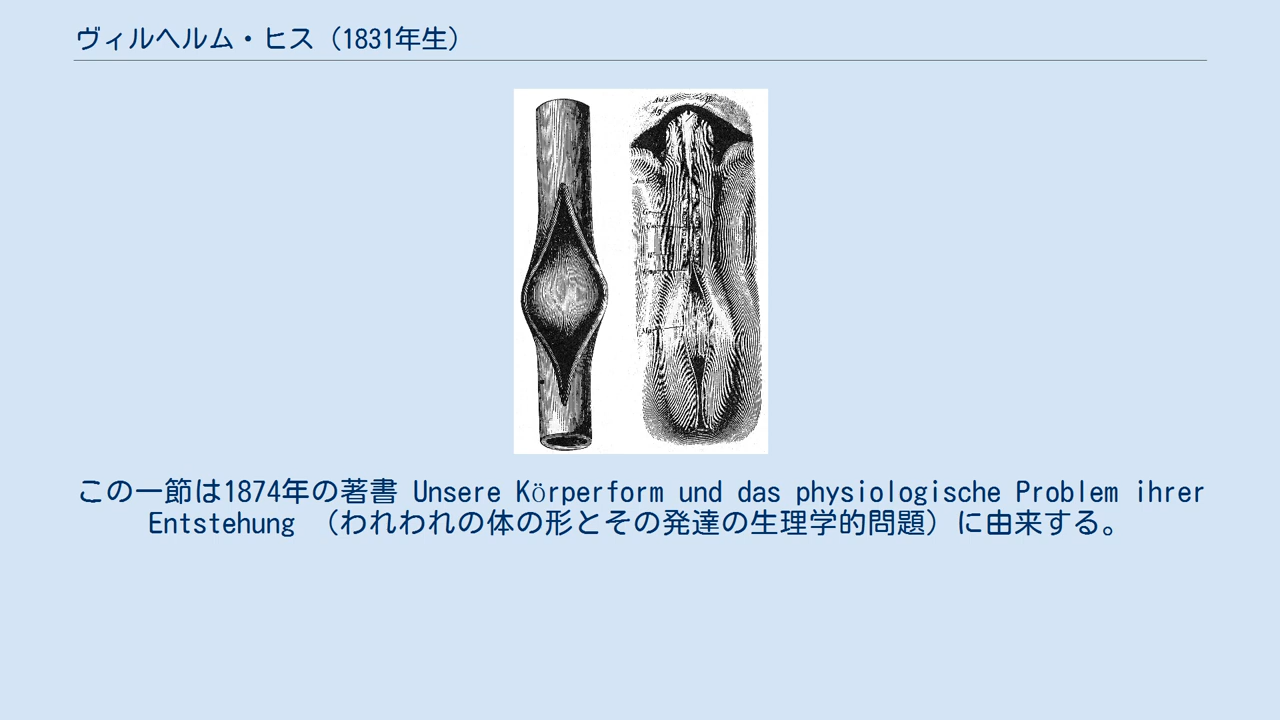 ヴィルヘルム・ヒス（1831年生）
この一節は1874年の著書 Unsere Körperform und das physiologische Problem ihrer
Entstehung （われわれの体の形とその発達の生理学的問題）に由来する。